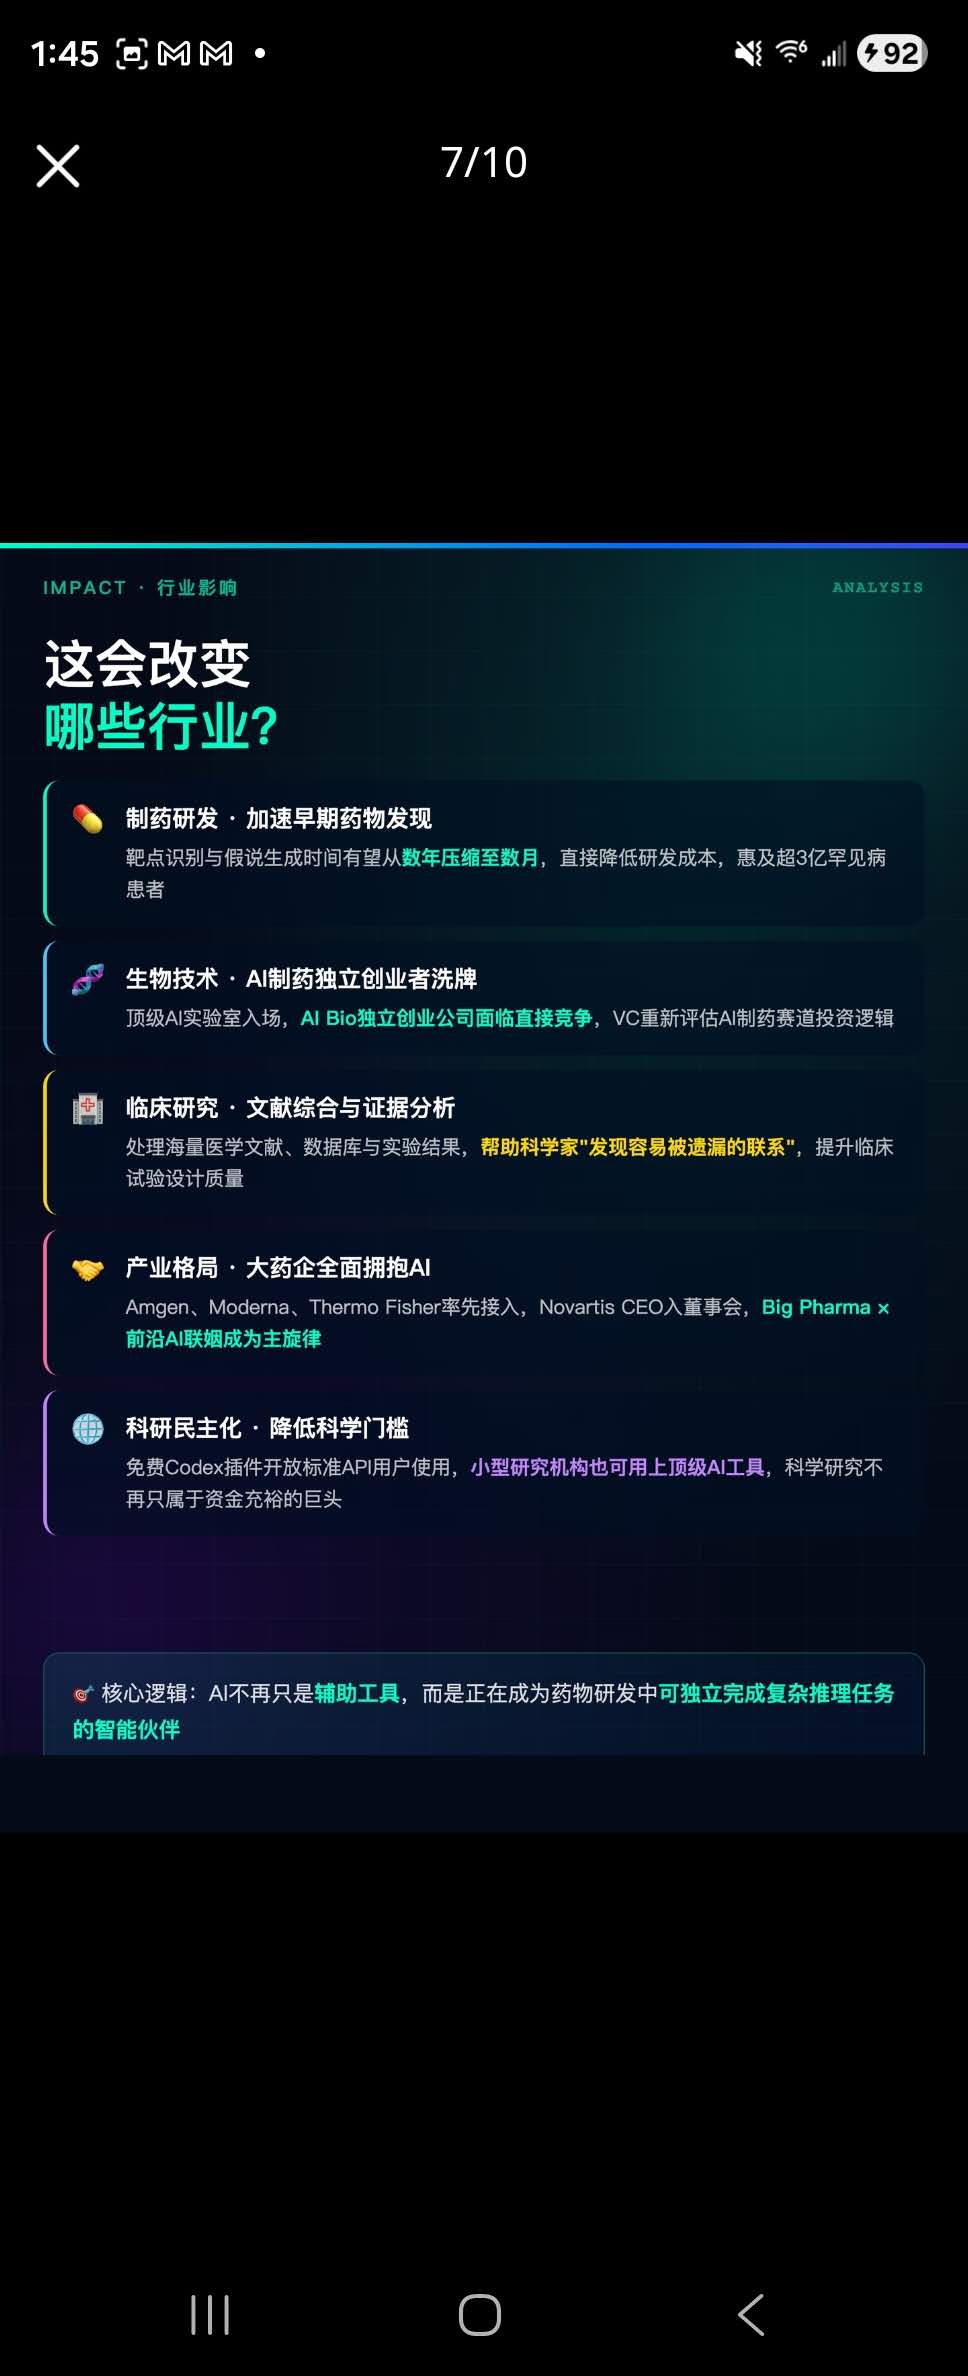 1:45
92
7/10
IMPACT · 行业影响
ANALYSIS
这会改变
哪些行业?
制药研发 · 加速早期药物发现
靶点识别与假说生成时间有望从数年压缩至数月，直接降低研发成本，惠及超3亿罕见病
患者
生物技术 · AI制药独立创业者洗牌
顶级AI实验室入场，AI Bio独立创业公司面临直接竞争，VC重新评估AI制药赛道投资逻辑
临床研究 · 文献综合与证据分析
处理海量医学文献、数据库与实验结果，帮助科学家"发现容易被遗漏的联系"，提升临床
试验设计质量
产业格局 · 大药企全面拥抱AI
Amgen、Moderna、Thermo Fisher率先接入，Novartis CEO入董事会，Big Pharma ×
前沿AI联姻成为主旋律
科研民主化 · 降低科学门槛
免费Codex插件开放标准API用户使用，小型研究机构也可用上顶级AI工具，科学研究不
再只属于资金充裕的巨头
核心逻辑：AI不再只是辅助工具，而是正在成为药物研发中可独立完成复杂推理任务
的智能伙伴